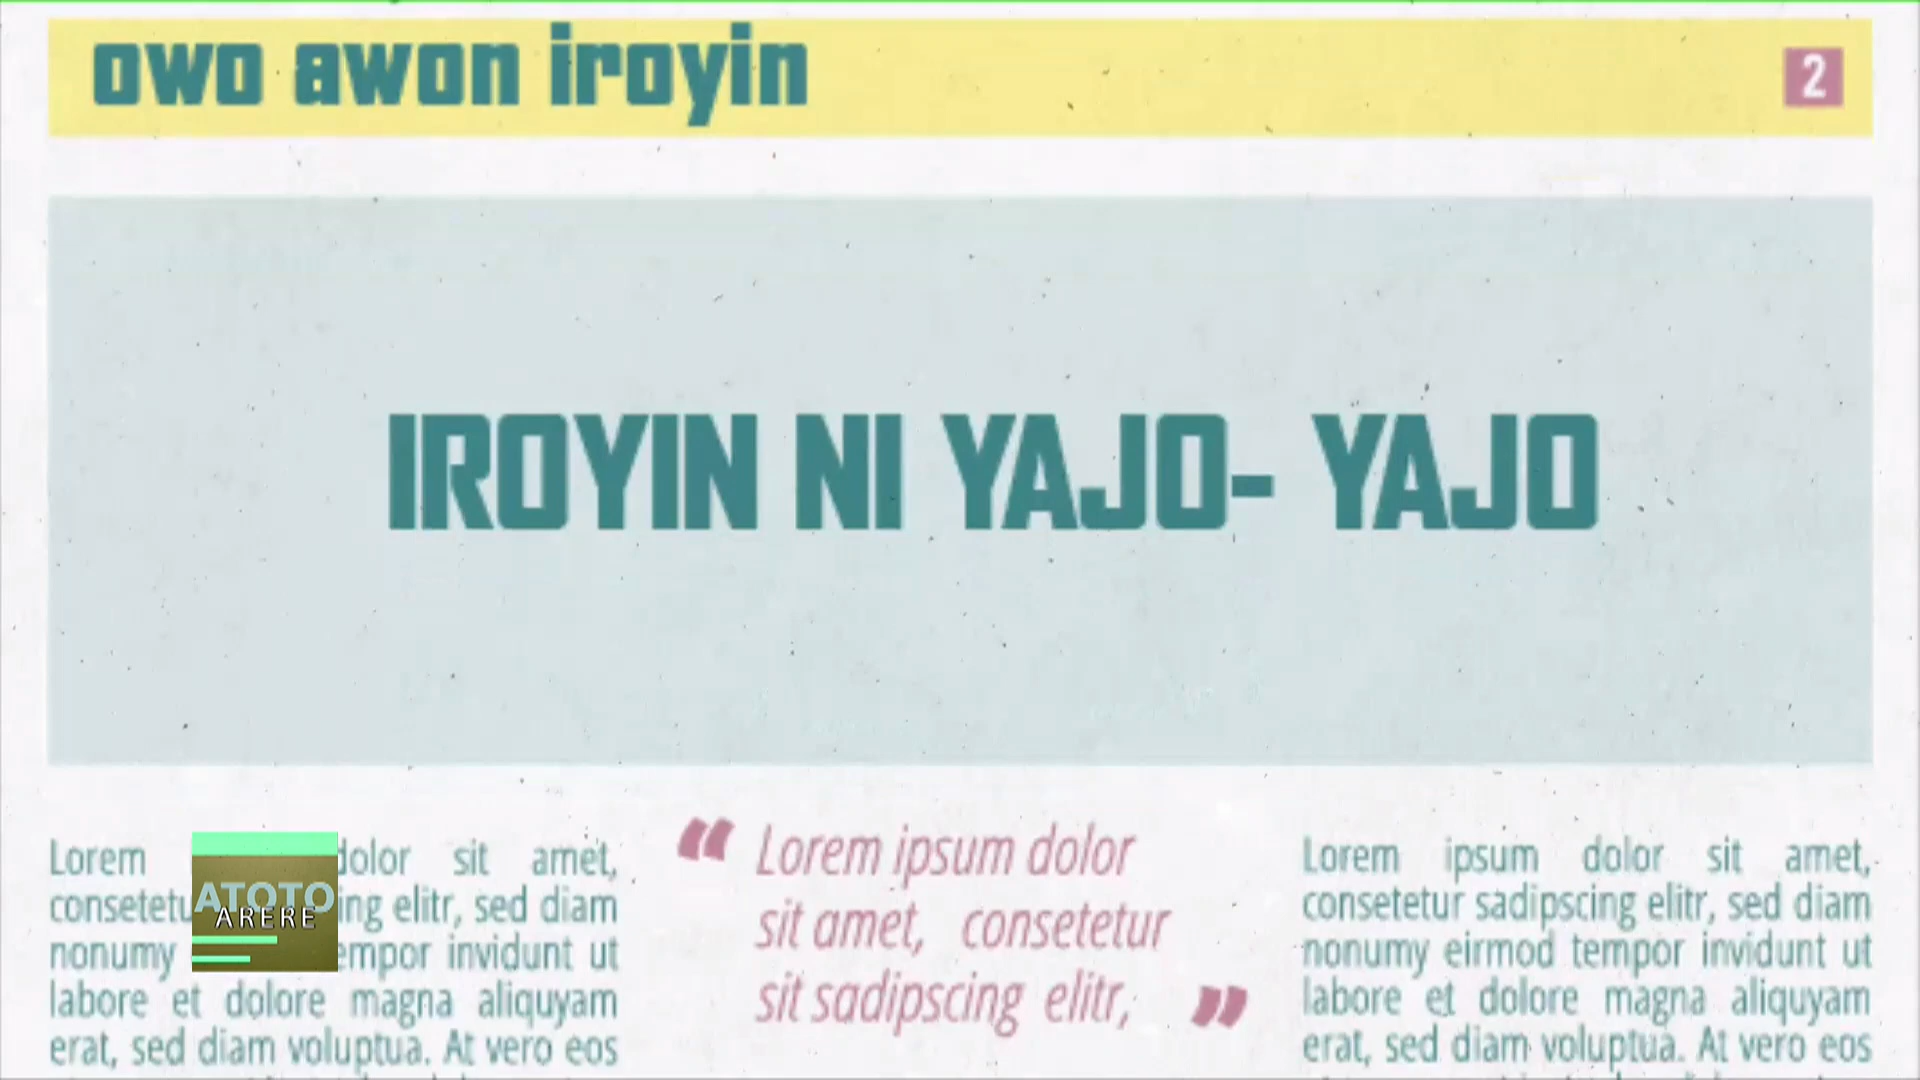 owo awon iroyin
2
IROYIN NI YAJO- YAJO
Lorem dolor sit amet,
ing elitr, sed diam
nonumy invidunt ut
labore et dolore magna aliquyam
erat, sed diam voluptua. At vero eos
ATOTO
ARERE
“ Lorem ipsum dolor
sit amet, consetetur
sit sadipscing elitr, ”
Lorem ipsum dolor sit amet,
consetetur sadipscing elitr, sed diam
nonumy eirmod tempor invidunt ut
labore et dolore magna aliquyam
erat, sed diam voluptua. At vero eos